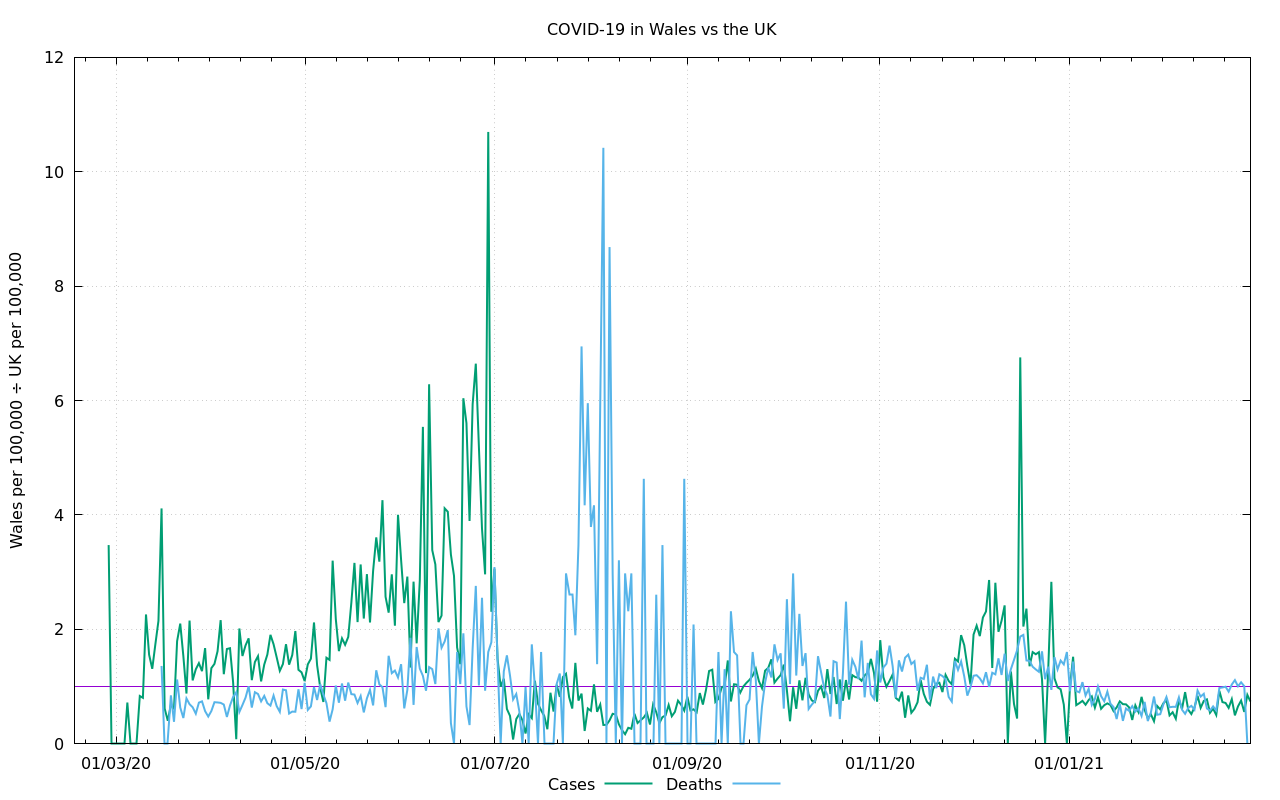 COVID-19 in Wales vs the UK
Wales per 100,000 ÷ UK per 100,000
12
10
8
6
4
2
0
01/03/20 01/05/20 01/07/20 01/09/20 01/11/20 01/01/21
Cases Deaths